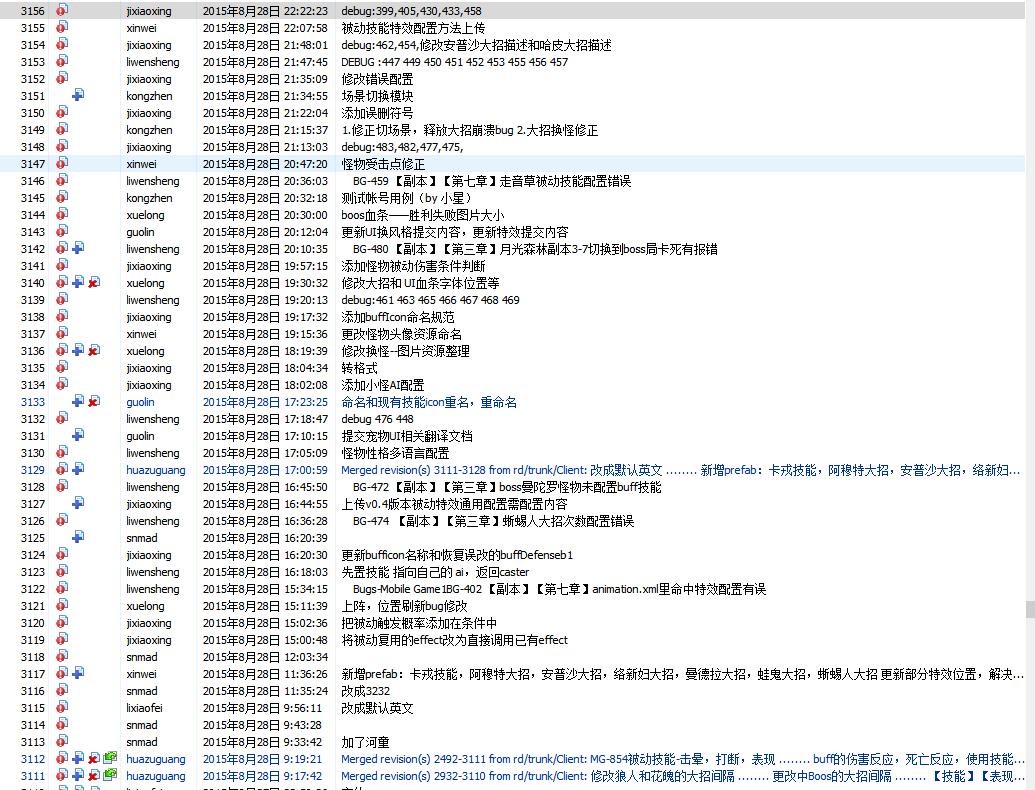 3156 jixiaoxing 2015年8月28日 22:22:23 debug:399,405,430,433,458
3155 xinwei 2015年8月28日 22:07:58 被动技能特效配置方法上传
3154 jixiaoxing 2015年8月28日 21:48:01 debug:462,454,修改安普沙大招描述和哈皮大招描述
3153 liwensheng 2015年8月28日 21:47:45 DEBUG :447 449 450 451 452 453 455 456 457
3152 jixiaoxing 2015年8月28日 21:35:09 修改错误配置
3151 kongzhen 2015年8月28日 21:34:55 场景切换模块
3150 jixiaoxing 2015年8月28日 21:22:04 添加误删符号
3149 kongzhen 2015年8月28日 21:15:37 1.修正切场景，释放大招崩溃bug 2.大招换怪修正
3148 jixiaoxing 2015年8月28日 21:13:03 debug:483,482,477,475,
3147 xinwei 2015年8月28日 20:47:20 怪物受击点修正
3146 liwensheng 2015年8月28日 20:36:03 BG-459 【副本】【第七章】走音草被动技能配置错误
3145 kongzhen 2015年8月28日 20:32:18 测试帐号用例（by 小星）
3144 xuelong 2015年8月28日 20:30:00 boos血条——胜利失败图片大小
3143 guolin 2015年8月28日 20:12:04 更新UI换风格提交内容，更新特效提交内容
3142 liwensheng 2015年8月28日 20:10:35 BG-480 【副本】【第三章】月光森林副本3-7切换到boss局卡死有报错
3141 jixiaoxing 2015年8月28日 19:57:15 添加怪物被动伤害条件判断
3140 xuelong 2015年8月28日 19:30:32 修改大招和 UI血条字体位置等
3139 liwensheng 2015年8月28日 19:20:13 debug:461 463 465 466 467 468 469
3138 jixiaoxing 2015年8月28日 19:17:32 添加buffIcon命名规范
3137 xinwei 2015年8月28日 19:15:36 更改怪物头像资源命名
3136 xuelong 2015年8月28日 18:19:39 修改换怪--图片资源整理
3135 jixiaoxing 2015年8月28日 18:04:34 转格式
3134 jixiaoxing 2015年8月28日 18:02:08 添加小怪AI配置
3133 guolin 2015年8月28日 17:23:25 命名和现有技能icon重名，重命名
3132 liwensheng 2015年8月28日 17:18:47 debug 476 448
3131 guolin 2015年8月28日 17:10:15 提交宠物UI相关翻译文档
3130 liwensheng 2015年8月28日 17:05:09 怪物性格多语言配置
3129 huazuguang 2015年8月28日 17:00:59 Merged revision(s) 3111-3128 from rd/trunk/Client: 改成默认英文 ........ 新增prefab：卡戎技能，阿穆特大招，安普沙大招，络新妇...
3128 liwensheng 2015年8月28日 16:45:50 BG-472 【副本】【第三章】boss曼陀罗怪物未配置buff技能
3127 jixiaoxing 2015年8月28日 16:44:55 上传v0.4版本被动特效通用配置需配置内容
3126 liwensheng 2015年8月28日 16:36:28 BG-474 【副本】【第三章】蜥蜴人大招次数配置错误
3125 snmad 2015年8月28日 16:20:39
3124 jixiaoxing 2015年8月28日 16:20:30 更新bufficon名称和恢复误改的buffDefenseb1
3123 liwensheng 2015年8月28日 16:18:03 先置技能 指向自己的 ai，返回caster
3122 liwensheng 2015年8月28日 15:34:15 Bugs-Mobile Game1BG-402 【副本】【第七章】animation.xml里命中特效配置有误
3121 xuelong 2015年8月28日 15:11:39 上阵，位置刷新bug修改
3120 jixiaoxing 2015年8月28日 15:02:36 把被动触发概率添加在条件中
3119 jixiaoxing 2015年8月28日 15:00:48 将被动复用的effect改为直接调用已有effect
3118 snmad 2015年8月28日 12:03:34
3117 xinwei 2015年8月28日 11:36:26 新增prefab：卡戎技能，阿穆特大招，安普沙大招，络新妇大招，曼德拉大招，蛙鬼大招，蜥蜴人大招 更新部分特效位置，解决...
3116 snmad 2015年8月28日 11:35:24 改成3232
3115 lixiaofei 2015年8月28日 9:56:11 改成默认英文
3114 snmad 2015年8月28日 9:43:28
3113 snmad 2015年8月28日 9:33:42 加了河童
3112 huazuguang 2015年8月28日 9:19:21 Merged revision(s) 2492-3111 from rd/trunk/Client: MG-854被动技能-击晕，打断，表现 ........ buff的伤害反应，死亡反应，使用技能...
3111 huazuguang 2015年8月28日 9:17:42 Merged revision(s) 2932-3110 from rd/trunk/Client: 修改狼人和花魄的大招间隔 ........ 更改中Boos的大招间隔 ........ 【技能】【表现...